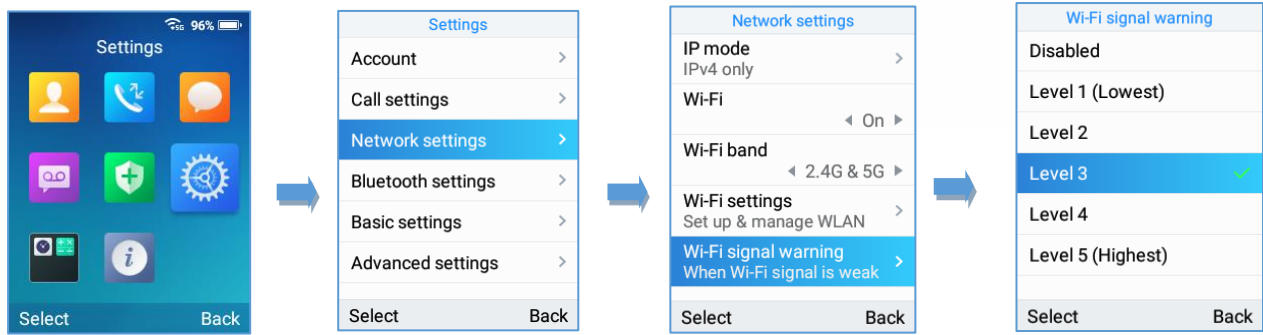 5G 96%
Settings
Select Back
Settings
Account
Call settings
Network settings
Bluetooth settings
Basic settings
Advanced settings
Select Back
Network settings
IP mode
IPv4 only
Wi-Fi
On
Wi-Fi band
2.4G & 5G
Wi-Fi settings
Set up & manage WLAN
Wi-Fi signal warning
When Wi-Fi signal is weak
Select Back
Wi-Fi signal warning
Disabled
Level 1 (Lowest)
Level 2
Level 3
Level 4
Level 5 (Highest)
Select Back